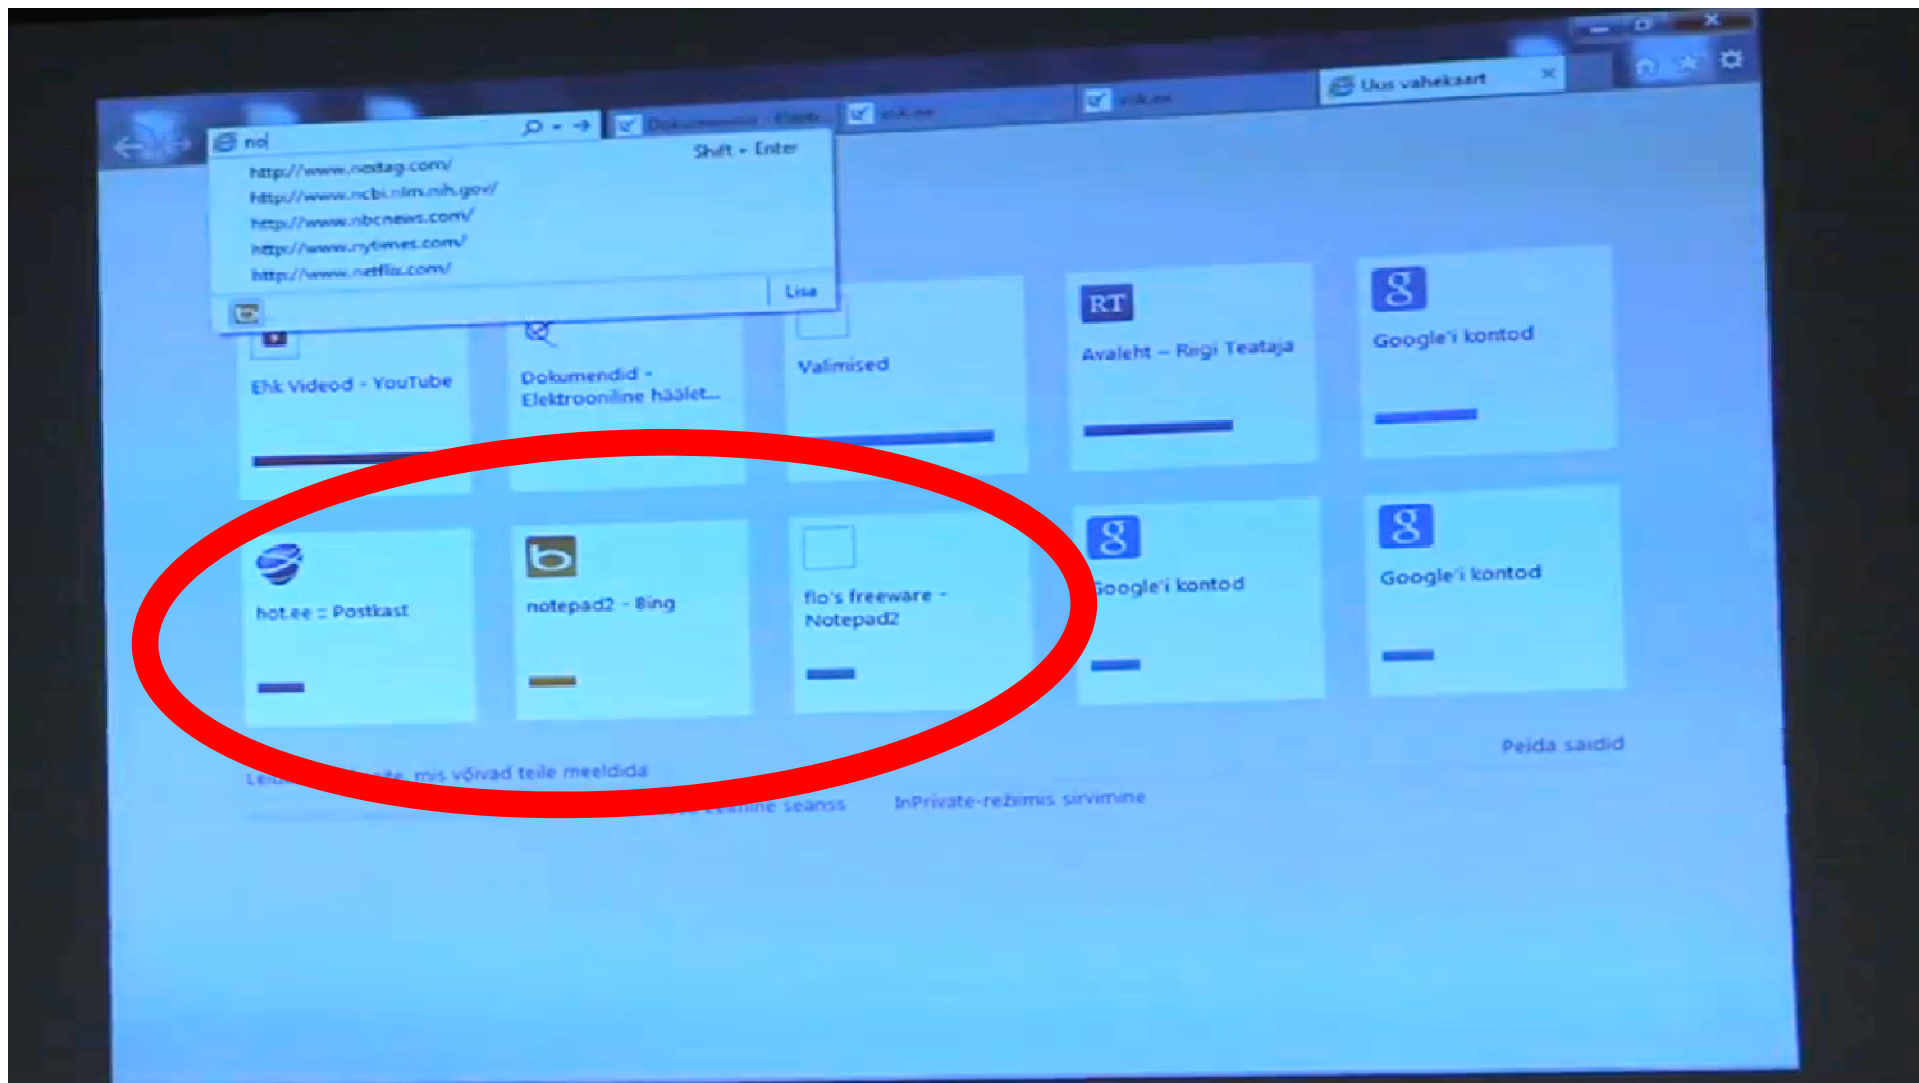 no
Uus vahekaart
Shift + Enter
http://www.nextag.com/
http://www.ncbi.nlm.nih.gov/
http://www.nbcnews.com/
http://www.nytimes.com/
http://www.netflix.com/
Lisa
Ehk Videod - YouTube
Dokumendid -
Elektrooniline häälet...
Valimised
RT
Avaleht – Riigi Teataja
g
Google'i kontod
hot.ee :: Postkast
b
notepad2 - Bing
flo's freeware -
Notepad2
g
Google'i kontod
g
Google'i kontod
Peida saidid
mis võivad teile meeldida
seanss
InPrivate-režiimis sirvimine